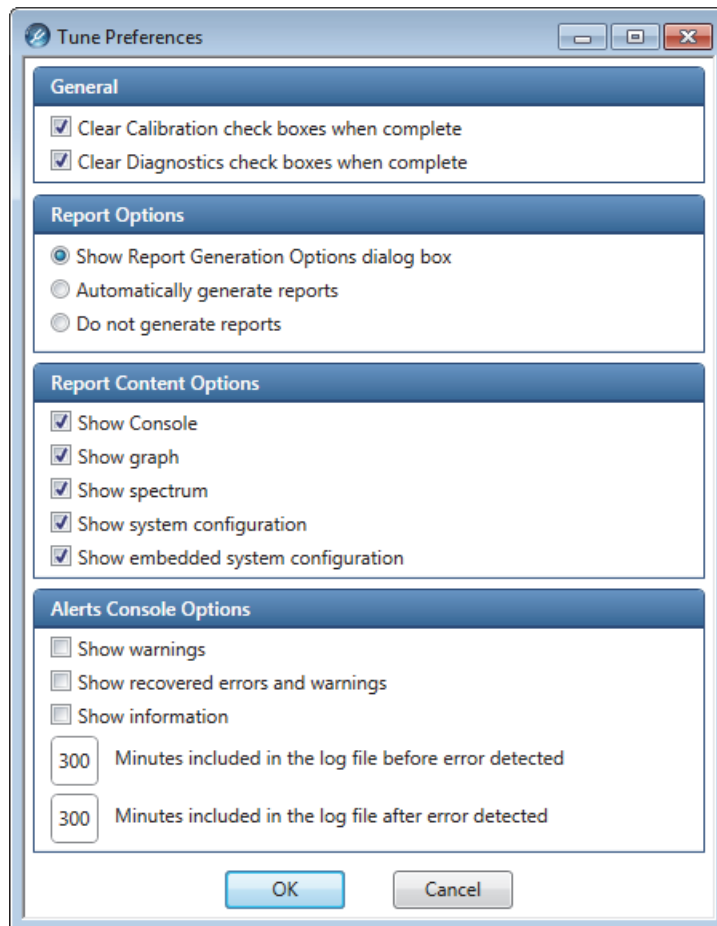 Tune Preferences
General
Clear Calibration check boxes when complete
Clear Diagnostics check boxes when complete
Report Options
Show Report Generation Options dialog box
Automatically generate reports
Do not generate reports
Report Content Options
Show Console
Show graph
Show spectrum
Show system configuration
Show embedded system configuration
Alerts Console Options
Show warnings
Show recovered errors and warnings
Show information
300 Minutes included in the log file before error detected
300 Minutes included in the log file after error detected
OK Cancel